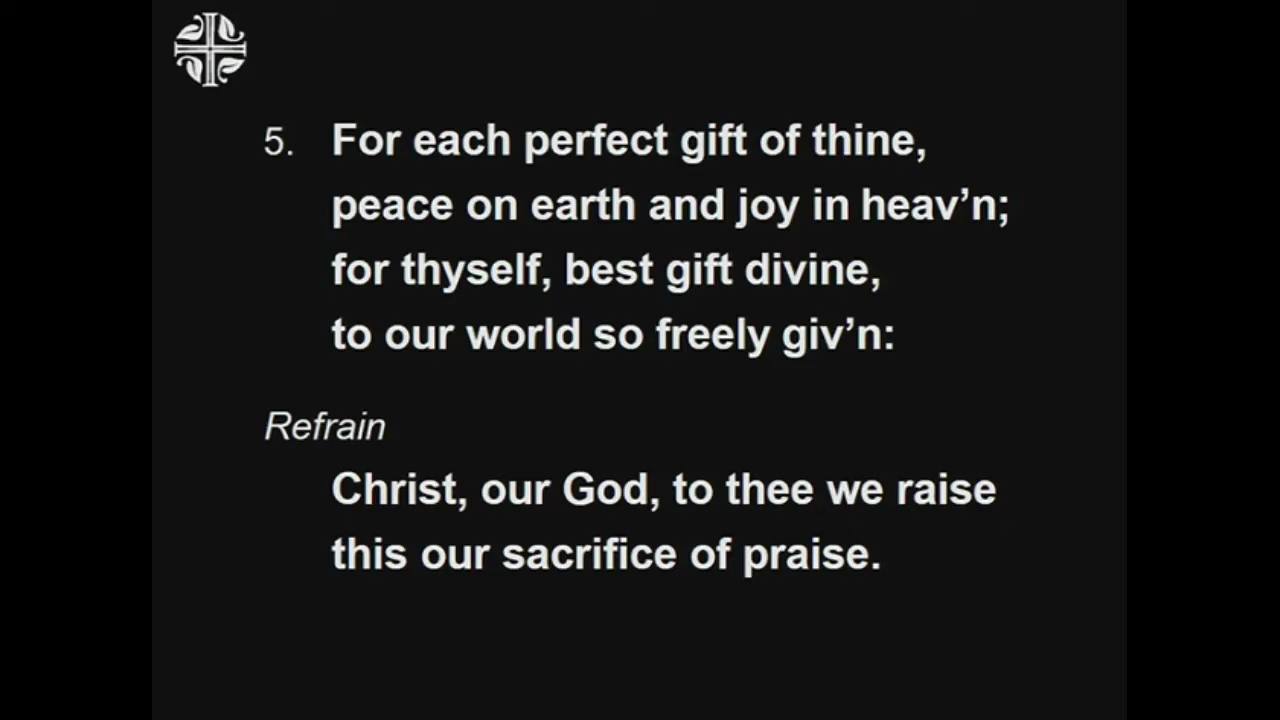 5. For each perfect gift of thine,
peace on earth and joy in heav’n;
for thyself, best gift divine,
to our world so freely giv’n:
Refrain
Christ, our God, to thee we raise
this our sacrifice of praise.